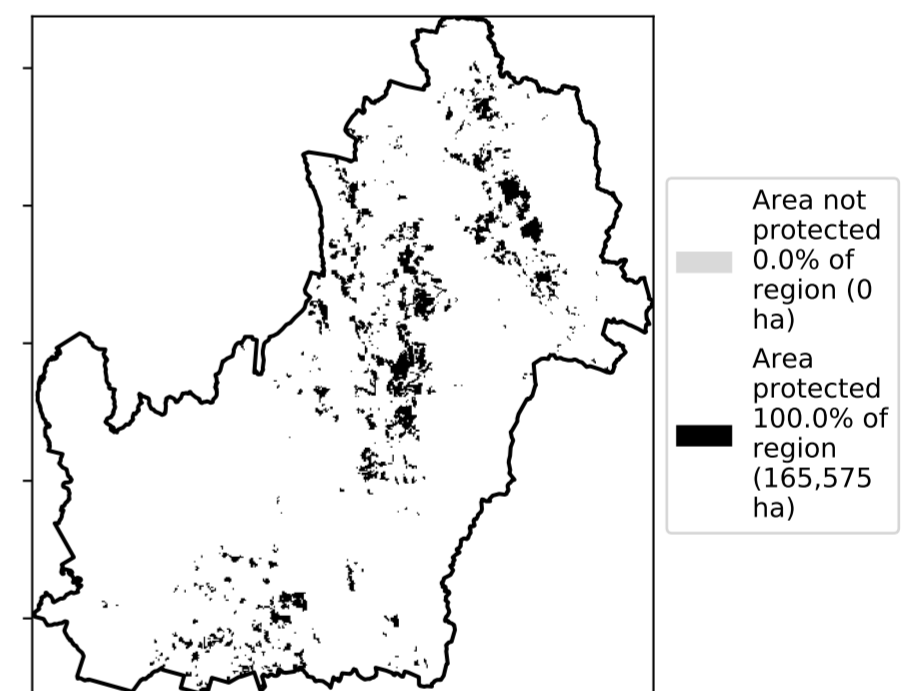 Area not
protected
0.0% of
region (0
ha)
Area
protected
100.0% of
region
(165,575
ha)